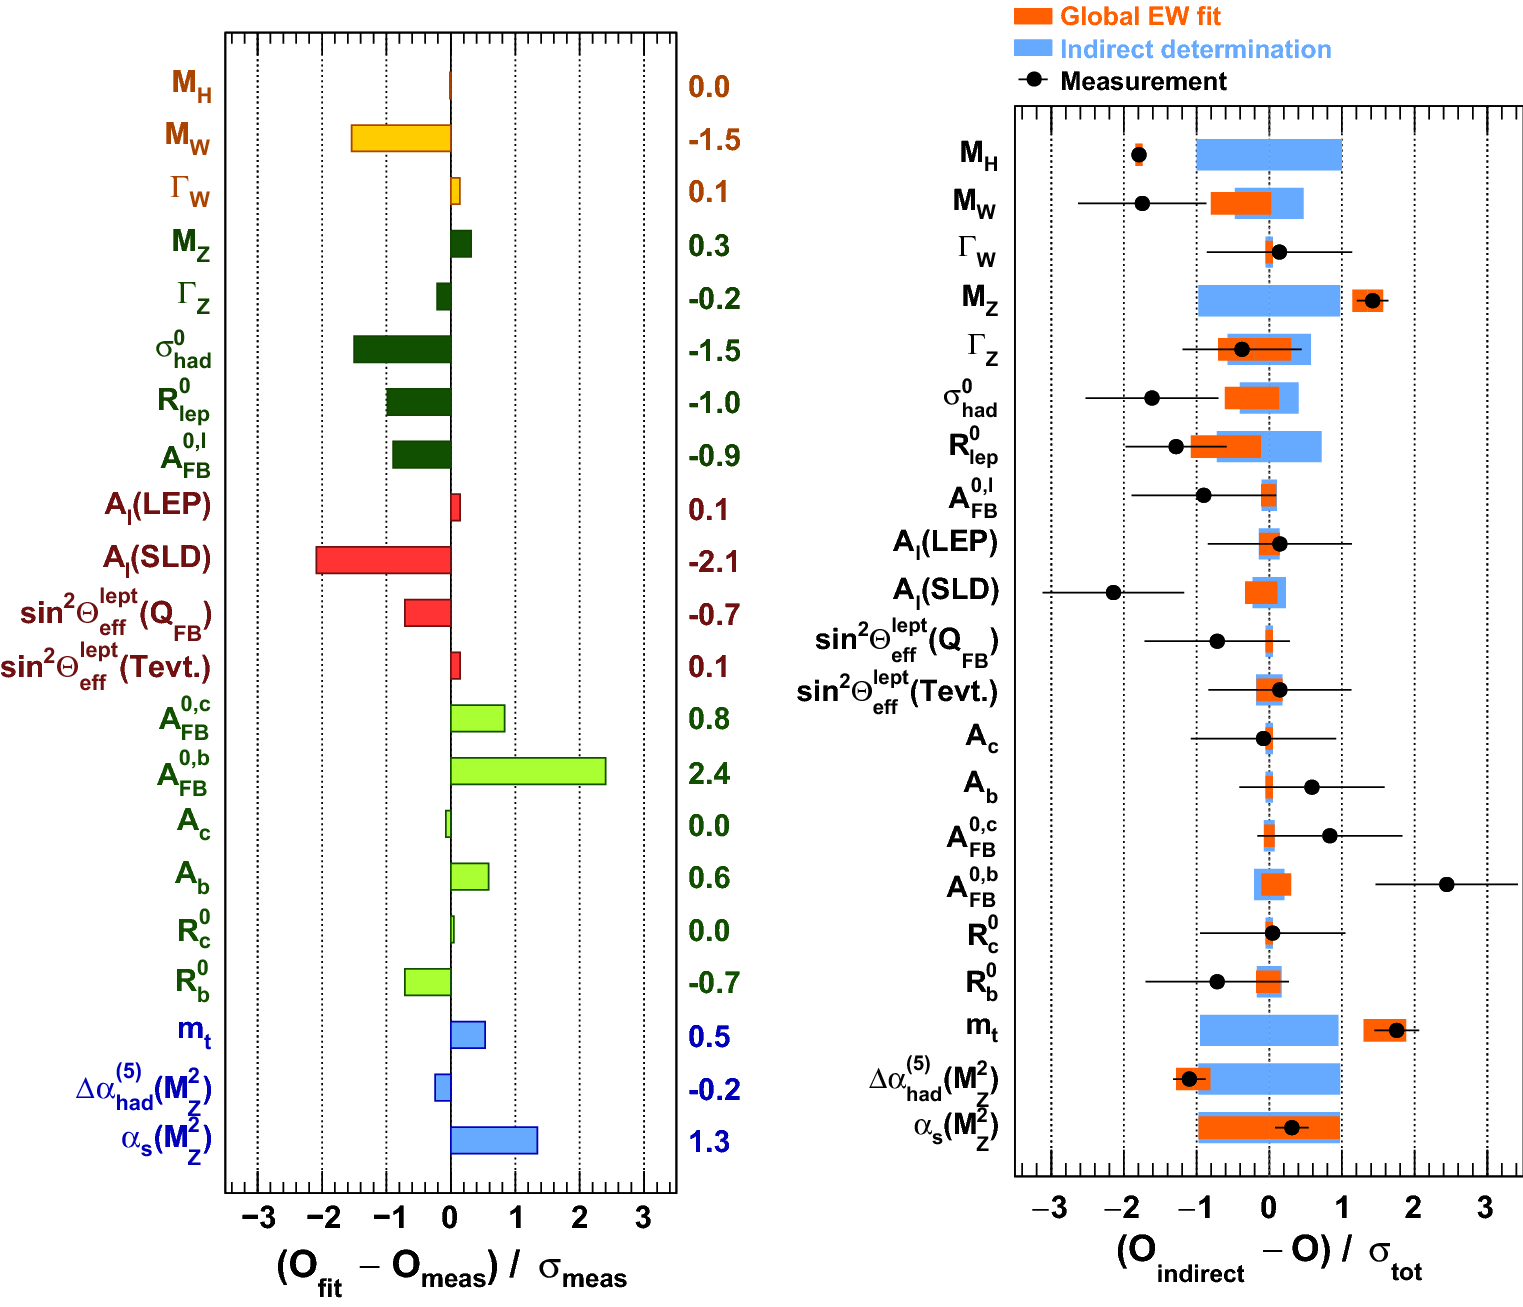 M_H 0.0
M_W -1.5
Γ_W 0.1
M_Z 0.3
Γ_Z -0.2
σ^0_had -1.5
R^0_lep -1.0
A^0,l_FB -0.9
A_l(LEP) 0.1
A_l(SLD) -2.1
sin²Θ^lept_eff(Q_FB) -0.7
sin²Θ^lept_eff(Tevt.) 0.1
A^0,c_FB 0.8
A^0,b_FB 2.4
A_c 0.0
A_b 0.6
R^0_c 0.0
R^0_b -0.7
m_t 0.5
Δα^(5)_had(M²_Z) -0.2
α_s(M²_Z) 1.3
−3 −2 −1 0 1 2 3
(O_fit − O_meas) / σ_meas
Global EW fit
Indirect determination
Measurement
M_H
M_W
Γ_W
M_Z
Γ_Z
σ^0_had
R^0_lep
A^0,l_FB
A_l(LEP)
A_l(SLD)
sin²Θ^lept_eff(Q_FB)
sin²Θ^lept_eff(Tevt.)
A_c
A_b
A^0,c_FB
A^0,b_FB
R^0_c
R^0_b
m_t
Δα^(5)_had(M²_Z)
α_s(M²_Z)
−3 −2 −1 0 1 2 3
(O_indirect − O) / σ_tot